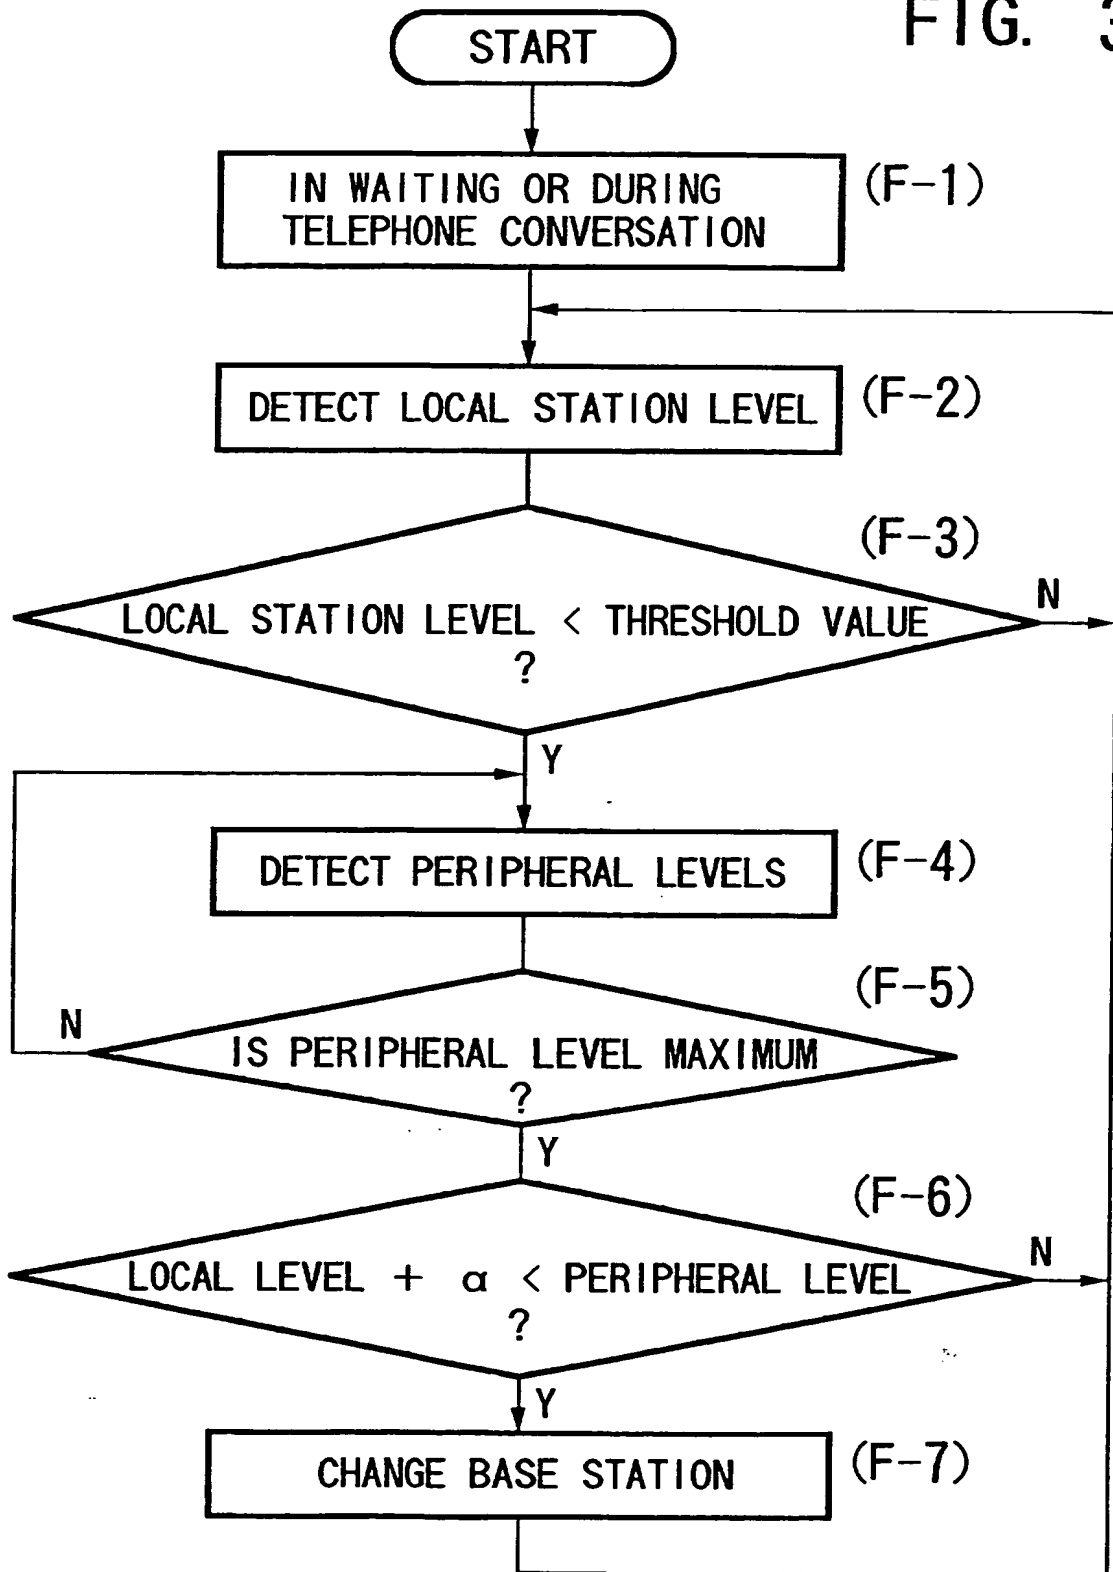 FIG. 3
START
IN WAITING OR DURING
TELEPHONE CONVERSATION
(F-1)
DETECT LOCAL STATION LEVEL
(F-2)
(F-3)
LOCAL STATION LEVEL < THRESHOLD VALUE
?
N
Y
DETECT PERIPHERAL LEVELS
(F-4)
(F-5)
N
IS PERIPHERAL LEVEL MAXIMUM
?
Y
(F-6)
LOCAL LEVEL + α < PERIPHERAL LEVEL
?
N
Y
CHANGE BASE STATION
(F-7)